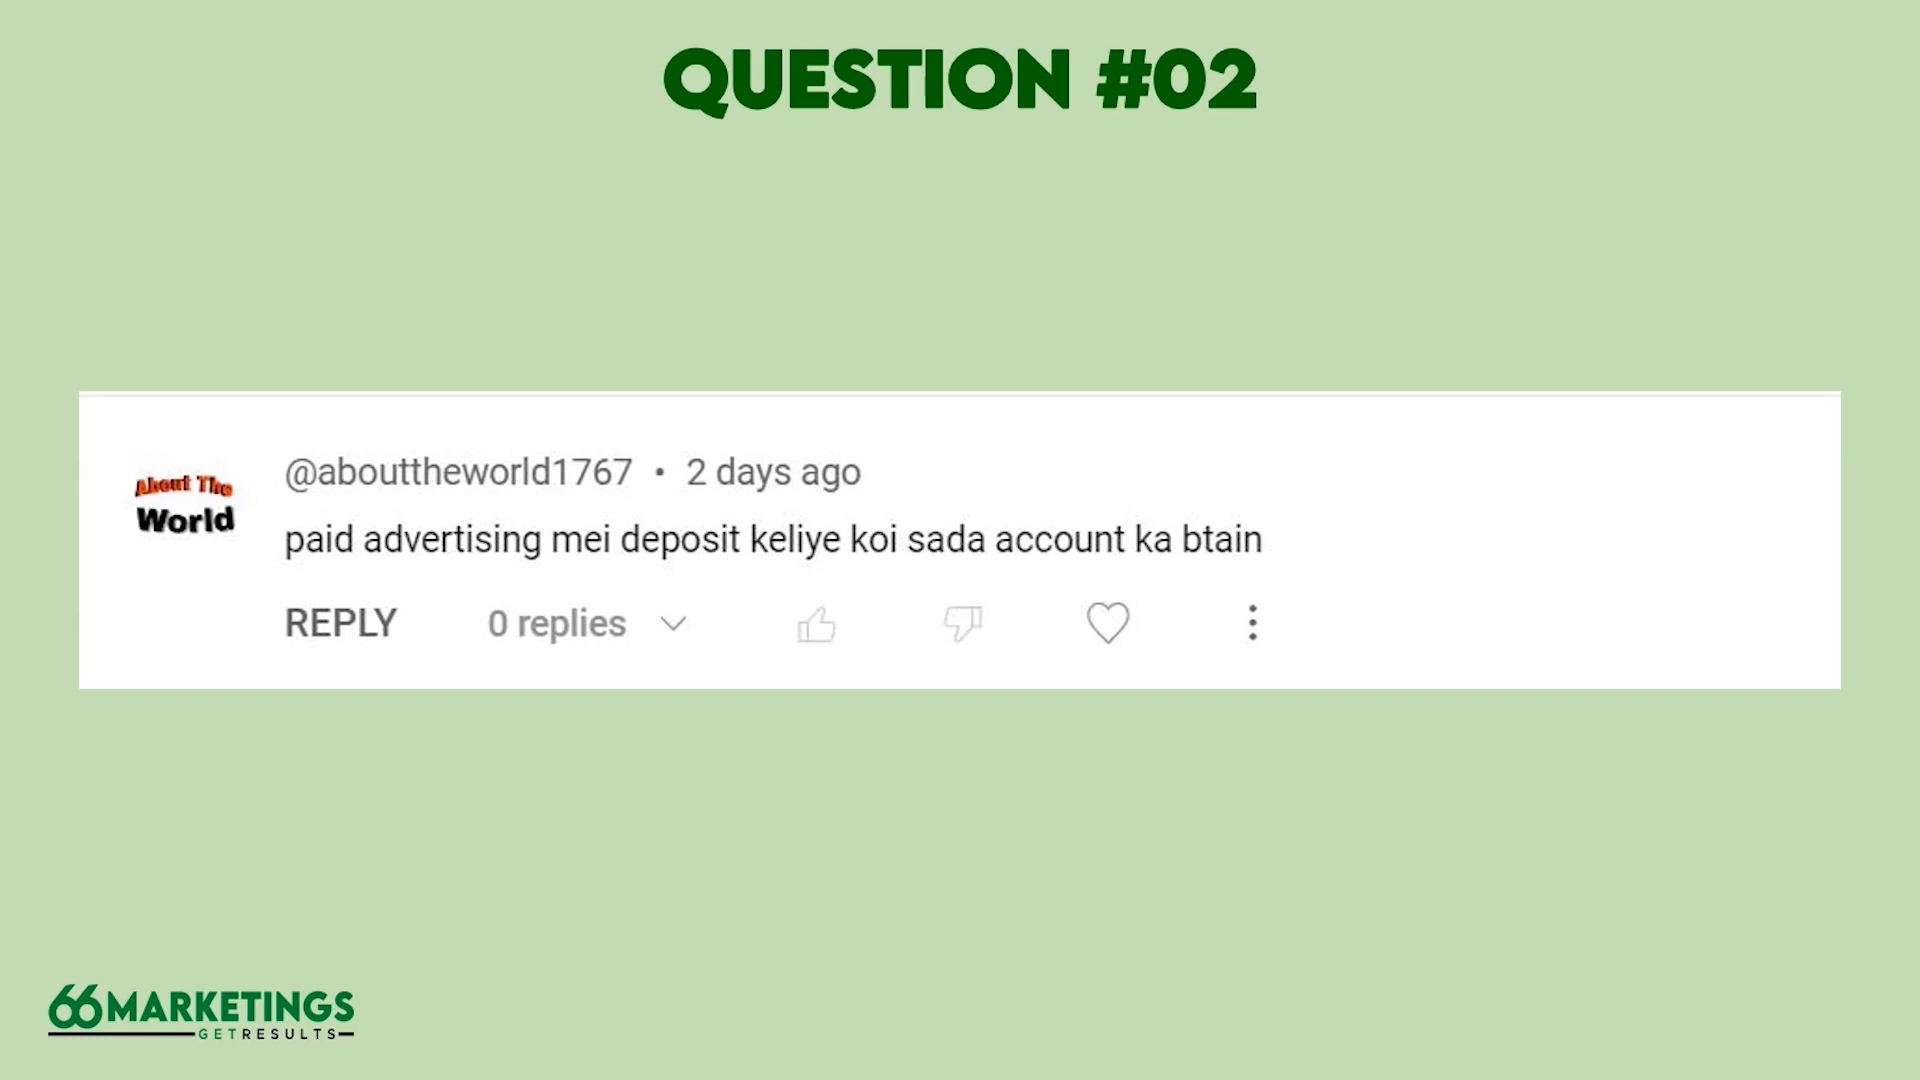 QUESTION #02
@abouttheworld1767 • 2 days ago
About The
World
paid advertising mei deposit keliye koi sada account ka btain
REPLY 0 replies
66MARKETINGS
GETRESULTS